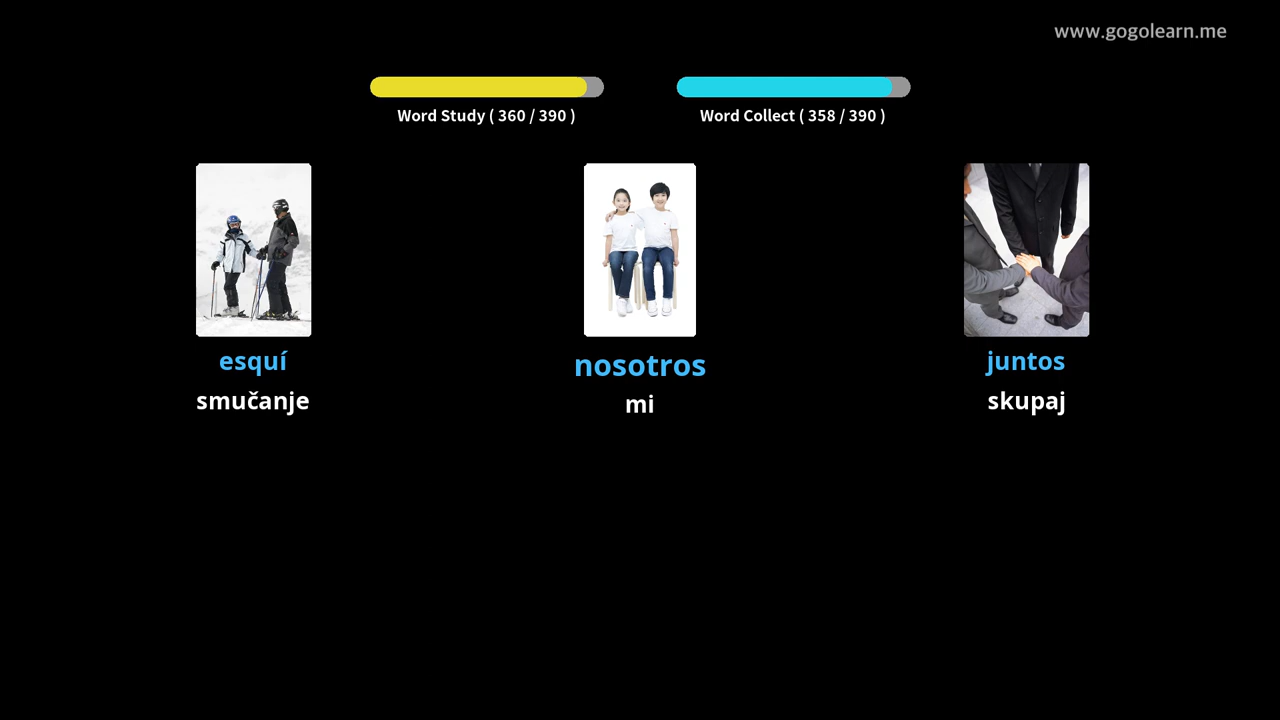 www.gogolearn.me
Word Study ( 360 / 390 )
Word Collect ( 358 / 390 )
esquí
smučanje
nosotros
mi
juntos
skupaj